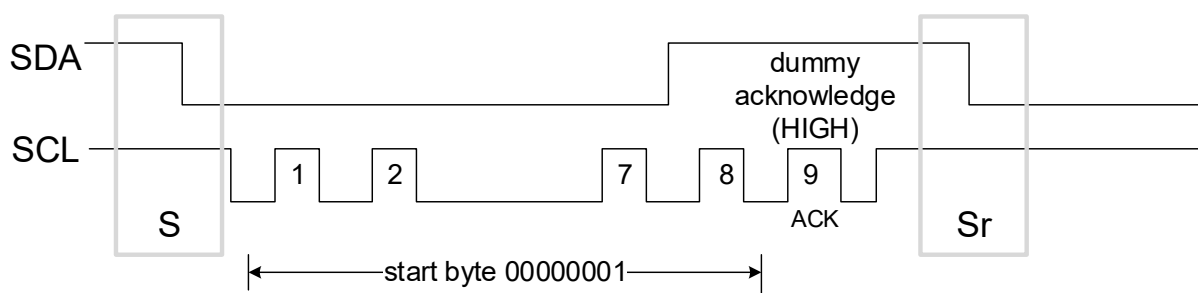 SDA
dummy
acknowledge
(HIGH)
SCL
1 2 7 8 9
ACK
S Sr
start byte 00000001